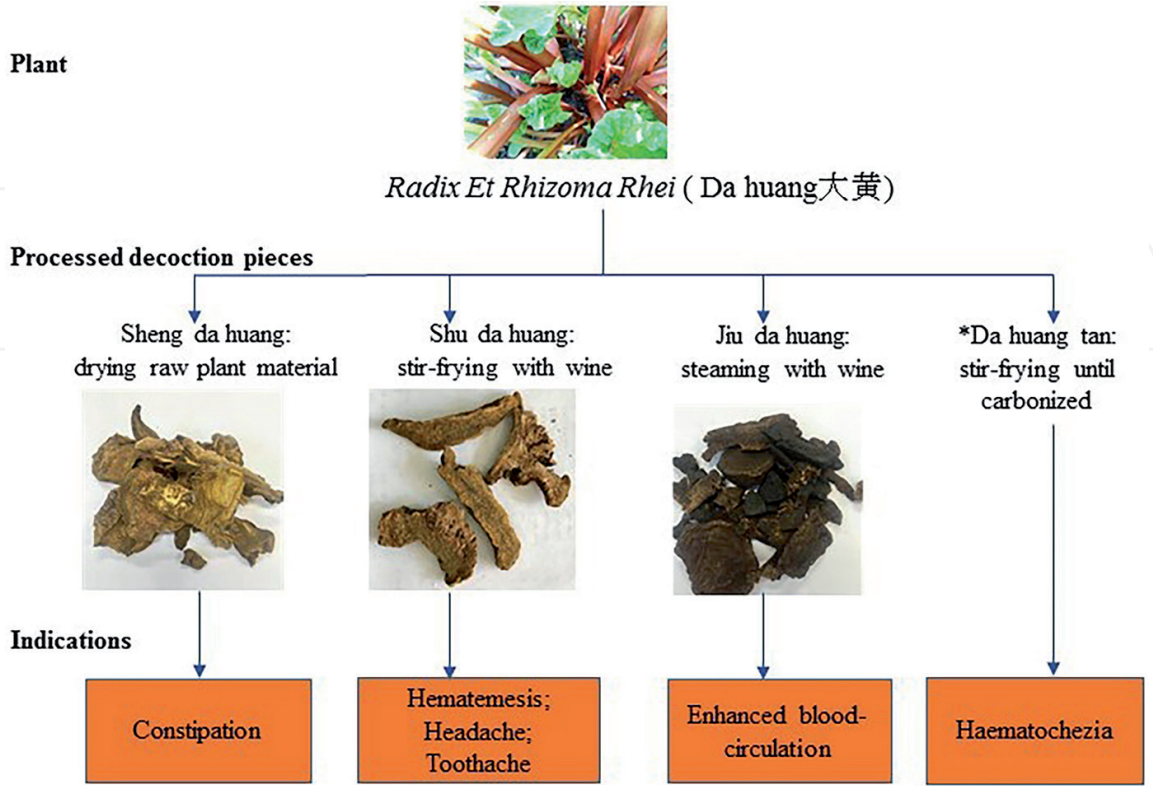 Plant
Radix Et Rhizoma Rhei ( Da huang大黄)
Processed decoction pieces
Sheng da huang:
drying raw plant material
Shu da huang:
stir-frying with wine
Jiu da huang:
steaming with wine
*Da huang tan:
stir-frying until
carbonized
Indications
Constipation
Hematemesis;
Headache;
Toothache
Enhanced blood-
circulation
Haematochezia